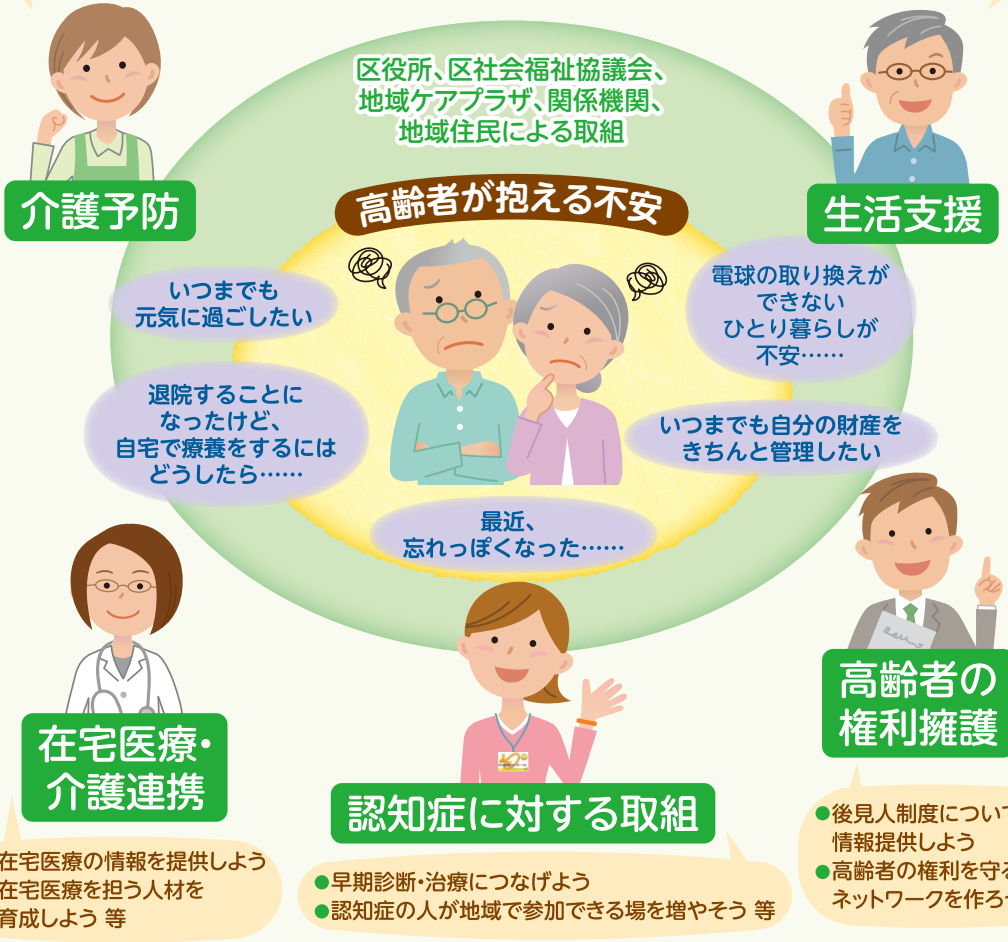 区役所、区社会福祉協議会、
地域ケアプラザ、関係機関、
地域住民による取組
介護予防
生活支援
高齢者が抱える不安
いつまでも
元気に過ごしたい
電球の取り換えが
できない
ひとり暮らしが
不安……
退院することに
なったけど、
自宅で療養をするには
どうしたら……
いつまでも自分の財産を
きちんと管理したい
最近、
忘れっぽくなった……
在宅医療・
介護連携
認知症に対する取組
高齢者の
権利擁護
在宅医療の情報を提供しよう
在宅医療を担う人材を
育成しよう 等
●早期診断・治療につなげよう
●認知症の人が地域で参加できる場を増やそう 等
●後見人制度について
情報提供しよう
●高齢者の権利を守る
ネットワークを作ろ